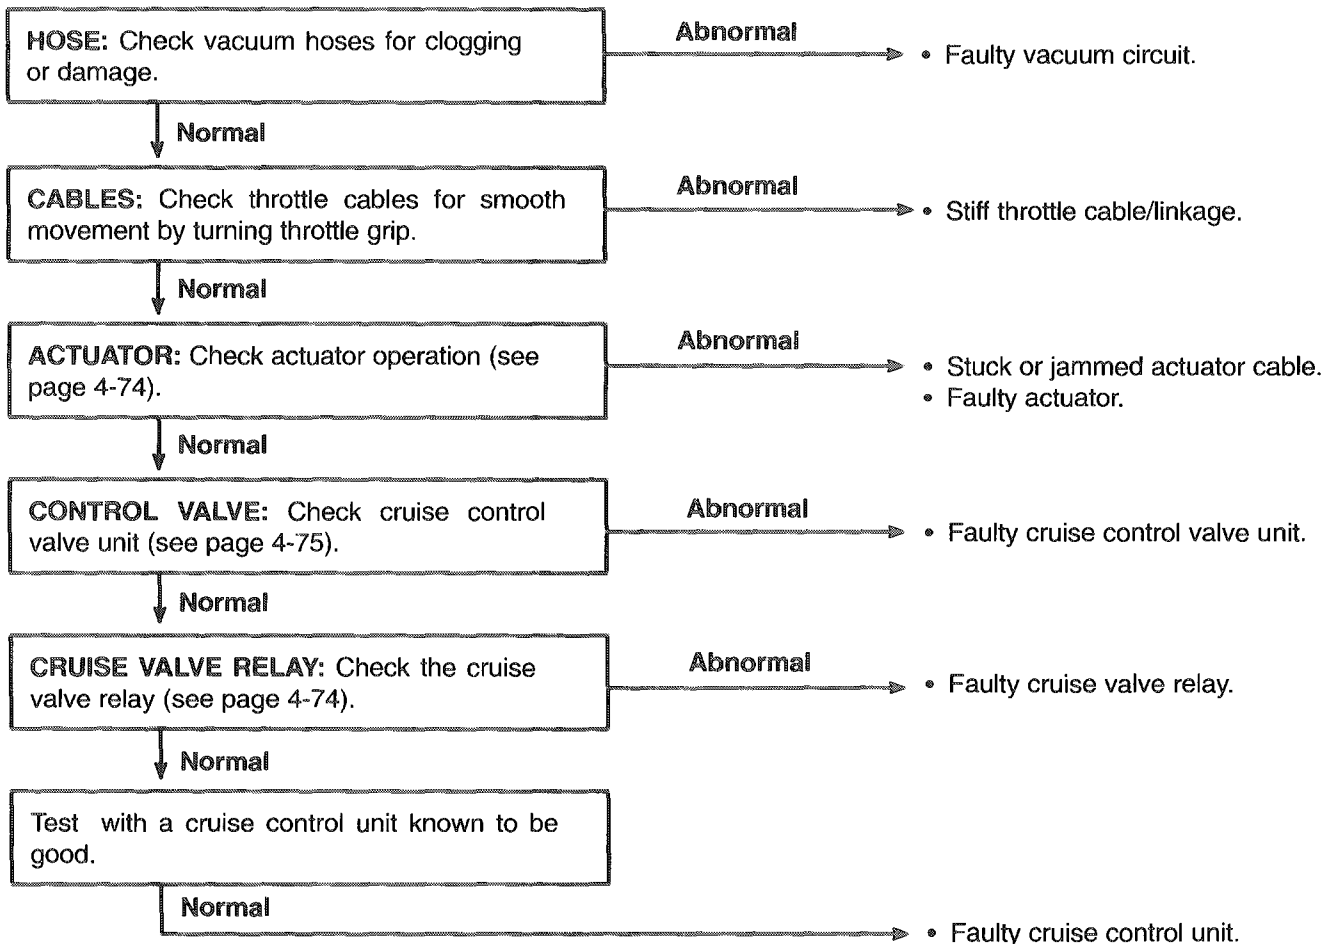 HOSE: Check vacuum hoses for clogging
or damage.
Abnormal
• Faulty vacuum circuit.
Normal
CABLES: Check throttle cables for smooth
movement by turning throttle grip.
Abnormal
• Stiff throttle cable/linkage.
Normal
ACTUATOR: Check actuator operation (see
page 4-74).
Abnormal
• Stuck or jammed actuator cable.
• Faulty actuator.
Normal
CONTROL VALVE: Check cruise control
valve unit (see page 4-75).
Abnormal
• Faulty cruise control valve unit.
Normal
CRUISE VALVE RELAY: Check the cruise
valve relay (see page 4-74).
Abnormal
• Faulty cruise valve relay.
Normal
Test with a cruise control unit known to be
good.
Normal
• Faulty cruise control unit.